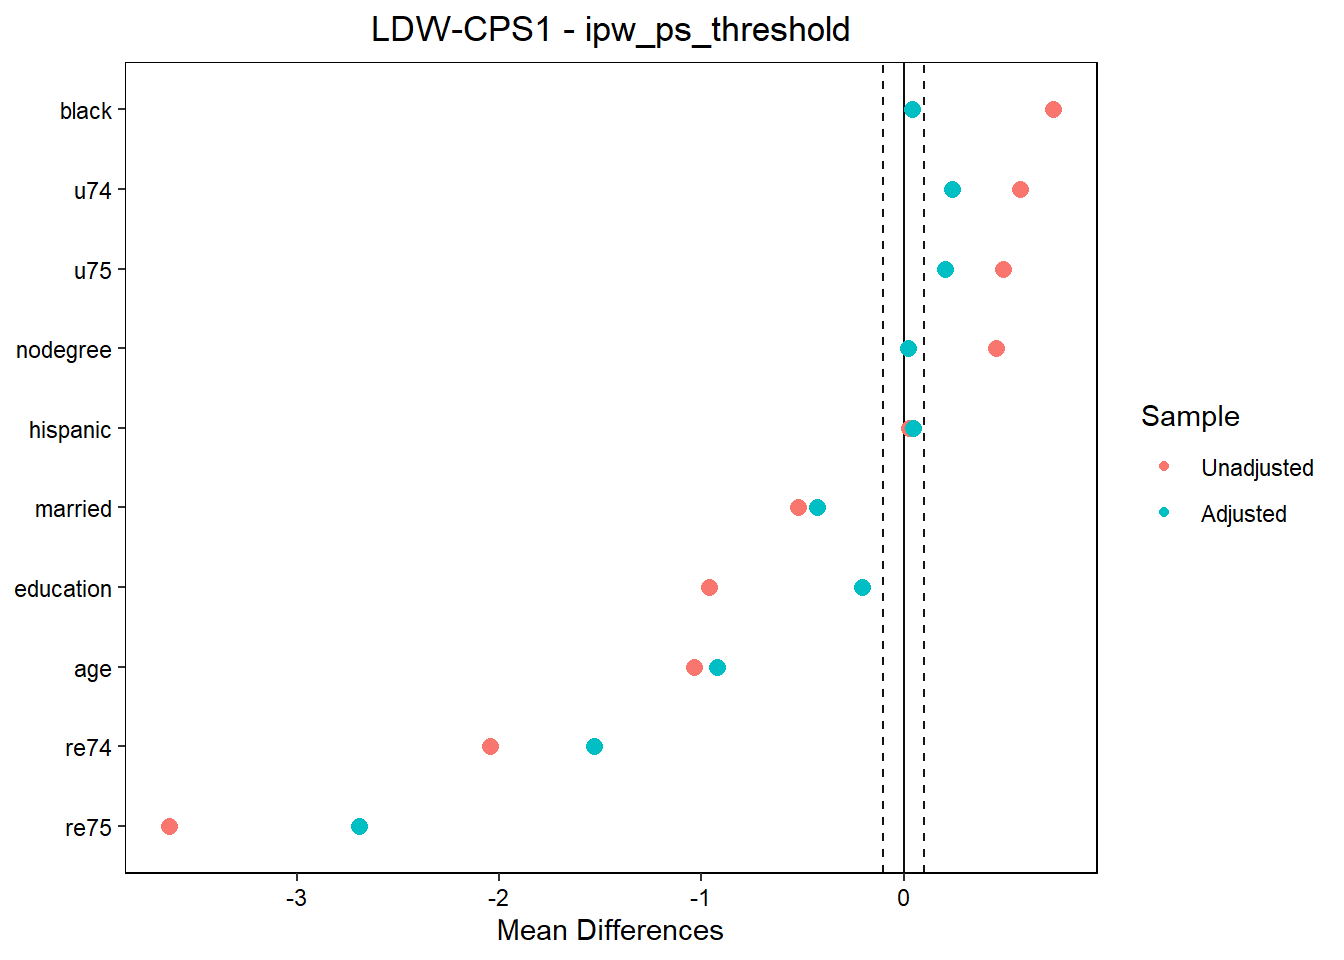 LDW-CPS1 - ipw_ps_threshold
black
u74
u75
nodegree
hispanic
married
education
age
re74
re75
-3
-2
-1
0
Mean Differences
Sample
Unadjusted
Adjusted